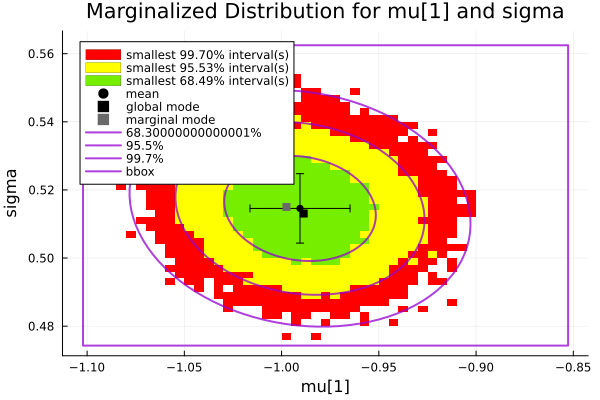 Marginalized Distribution for mu[1] and sigma
smallest 99.70% interval(s)
smallest 95.53% interval(s)
smallest 68.49% interval(s)
mean
global mode
marginal mode
68.30000000000001%
95.5%
99.7%
bbox
sigma
0.56
0.54
0.52
0.50
0.48
−1.10 −1.05 −1.00 −0.95 −0.90 −0.85
mu[1]